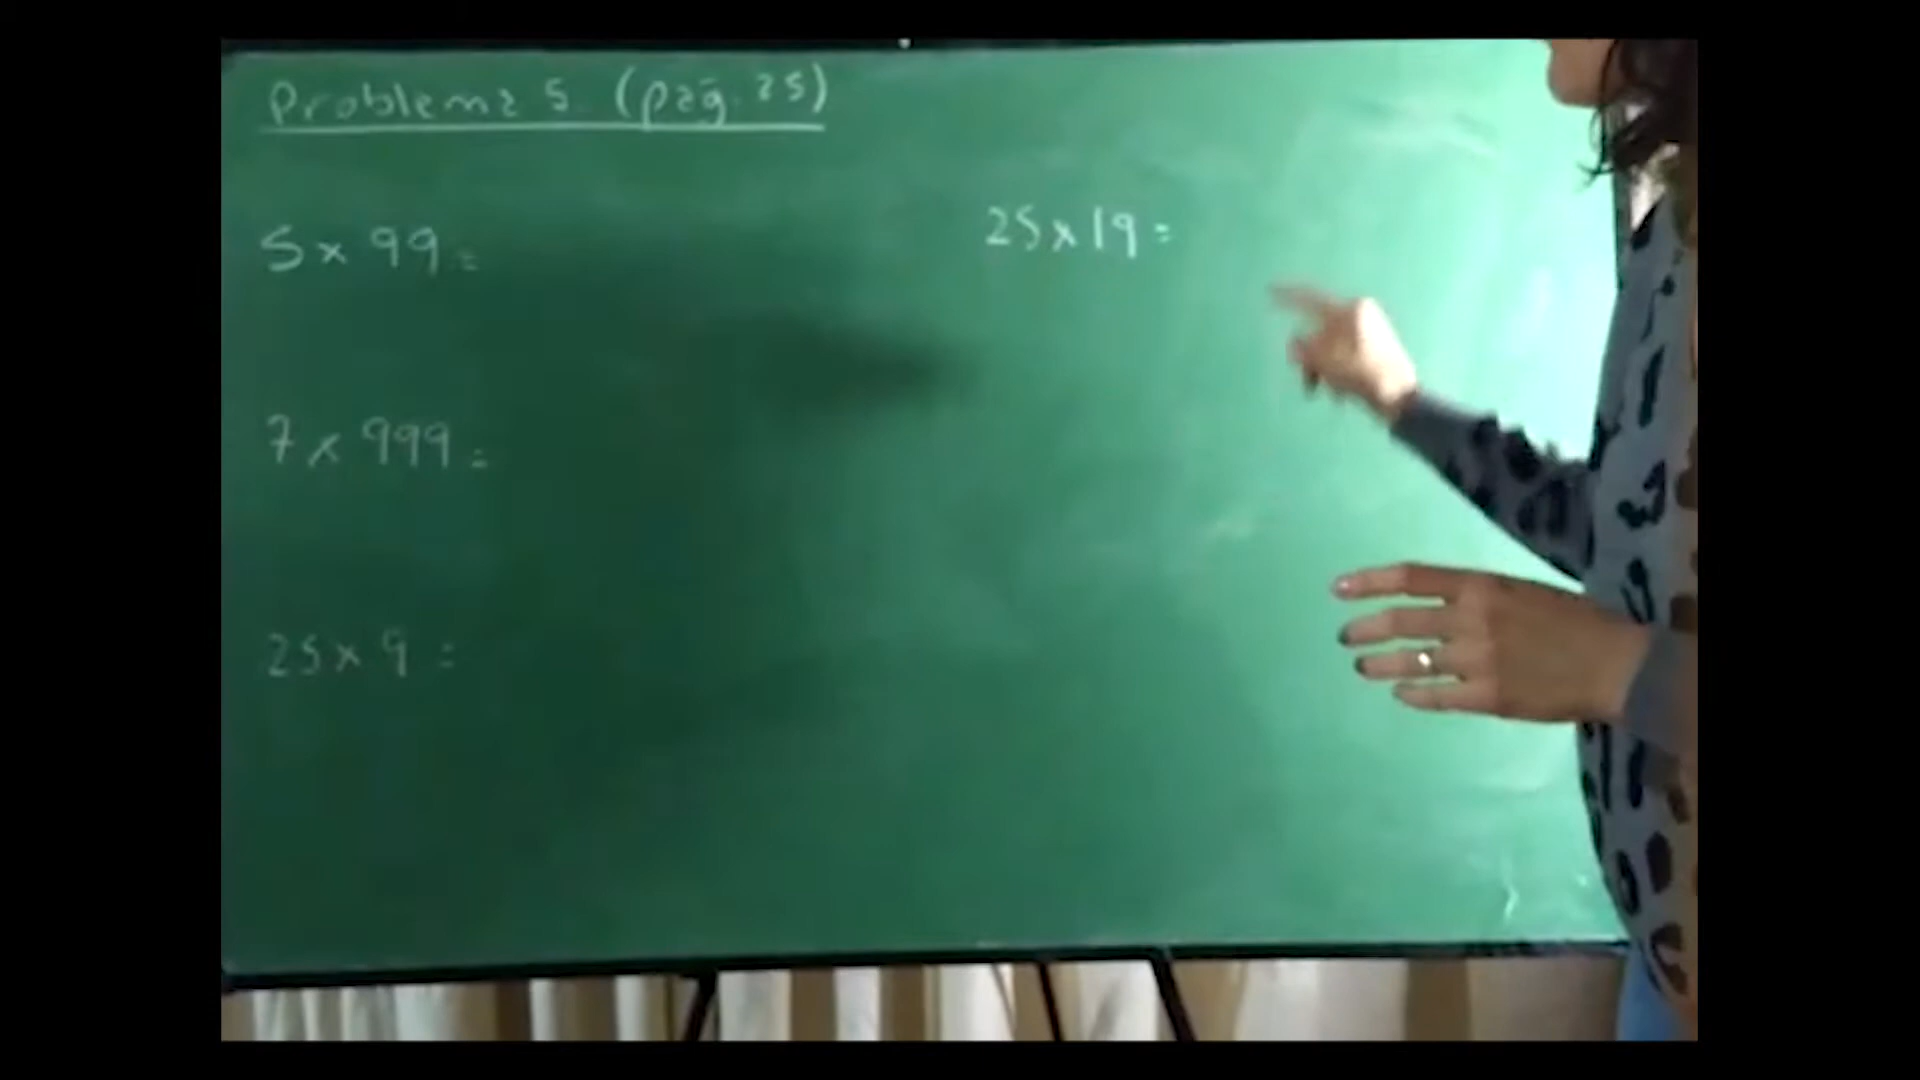 Problema 5 (pág. 25)
5 x 99 =
7 x 999 =
25 x 9 =
25 x 19 =